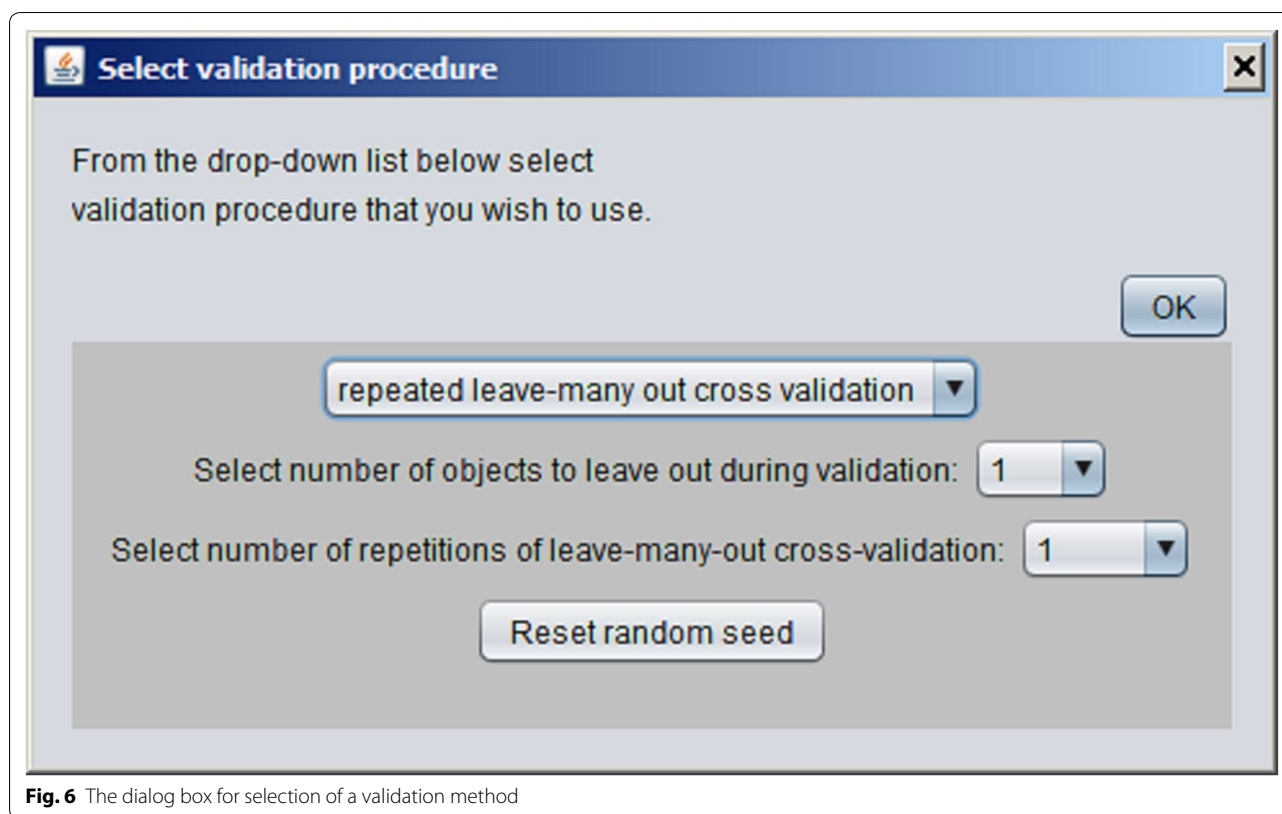 Select validation procedure
From the drop-down list below select
validation procedure that you wish to use.
OK
repeated leave-many out cross validation
Select number of objects to leave out during validation: 1
Select number of repetitions of leave-many-out cross-validation: 1
Reset random seed
Fig. 6 The dialog box for selection of a validation method